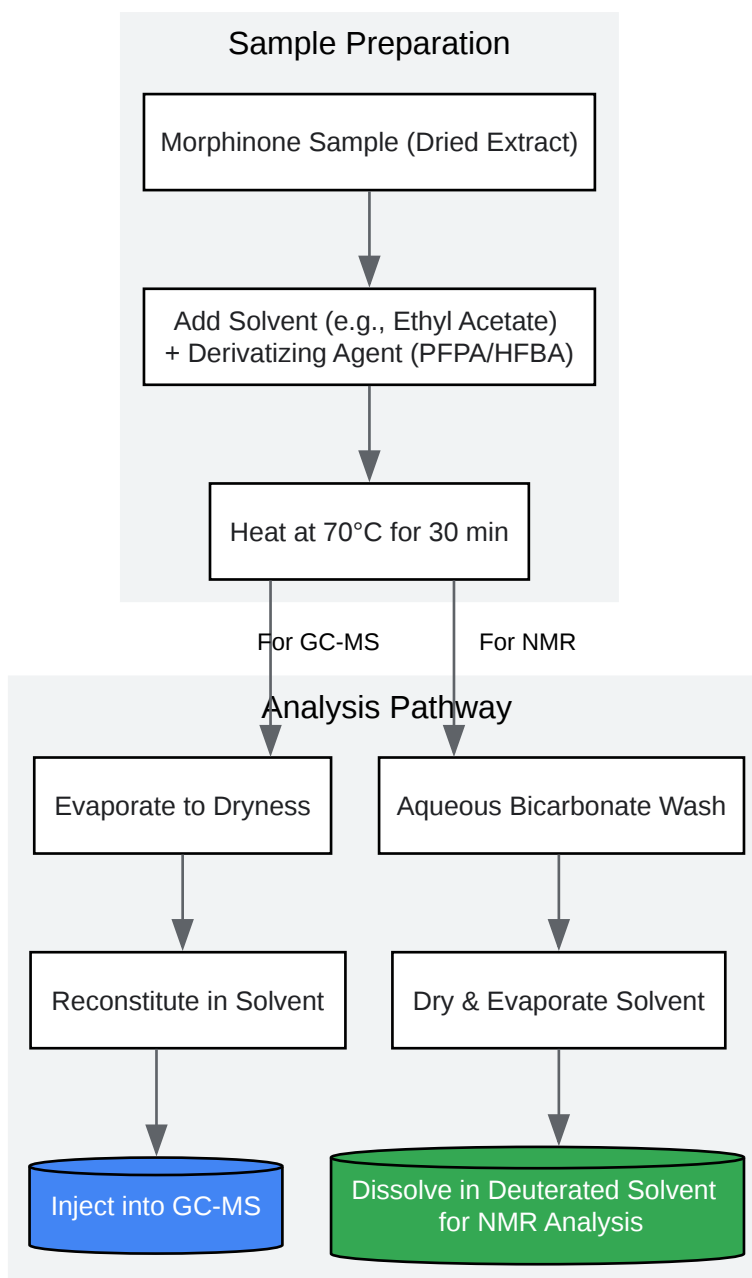 Sample Preparation
Morphinone Sample (Dried Extract)
Add Solvent (e.g., Ethyl Acetate)
+ Derivatizing Agent (PFPA/HFBA)
Heat at 70°C for 30 min
For GC-MS
For NMR
Analysis Pathway
Evaporate to Dryness
Aqueous Bicarbonate Wash
Reconstitute in Solvent
Dry & Evaporate Solvent
Inject into GC-MS
Dissolve in Deuterated Solvent
for NMR Analysis